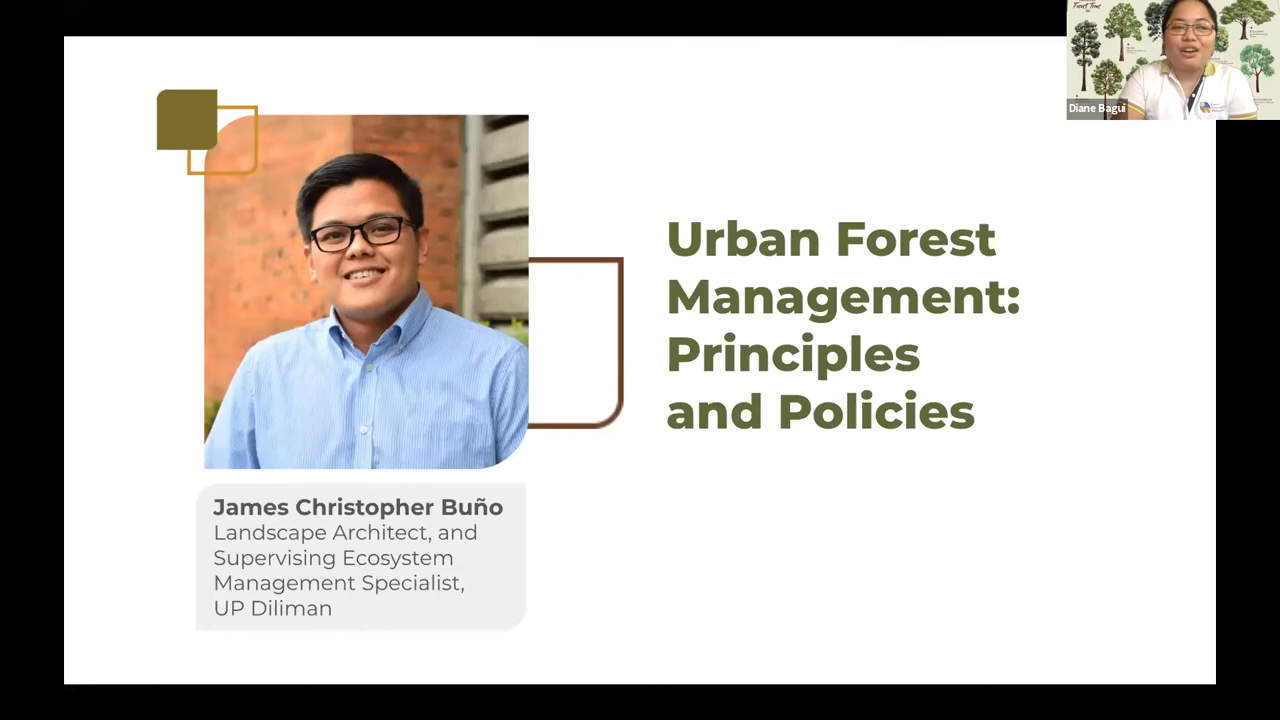 Urban Forest
Management:
Principles
and Policies
James Christopher Buño
Landscape Architect, and
Supervising Ecosystem
Management Specialist,
UP Diliman
Diane Bagui